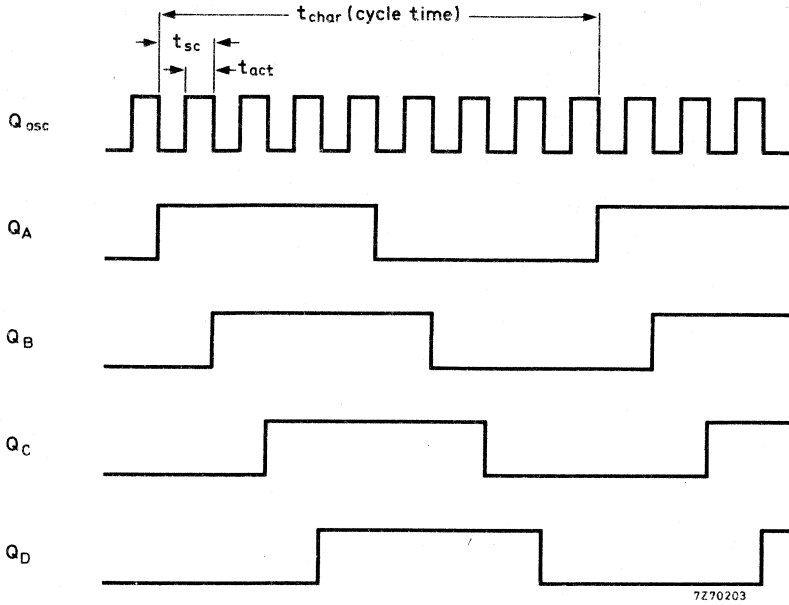 t_char (cycle time)
t_sc
t_act
Q_osc
Q_A
Q_B
Q_C
Q_D
7Z70203